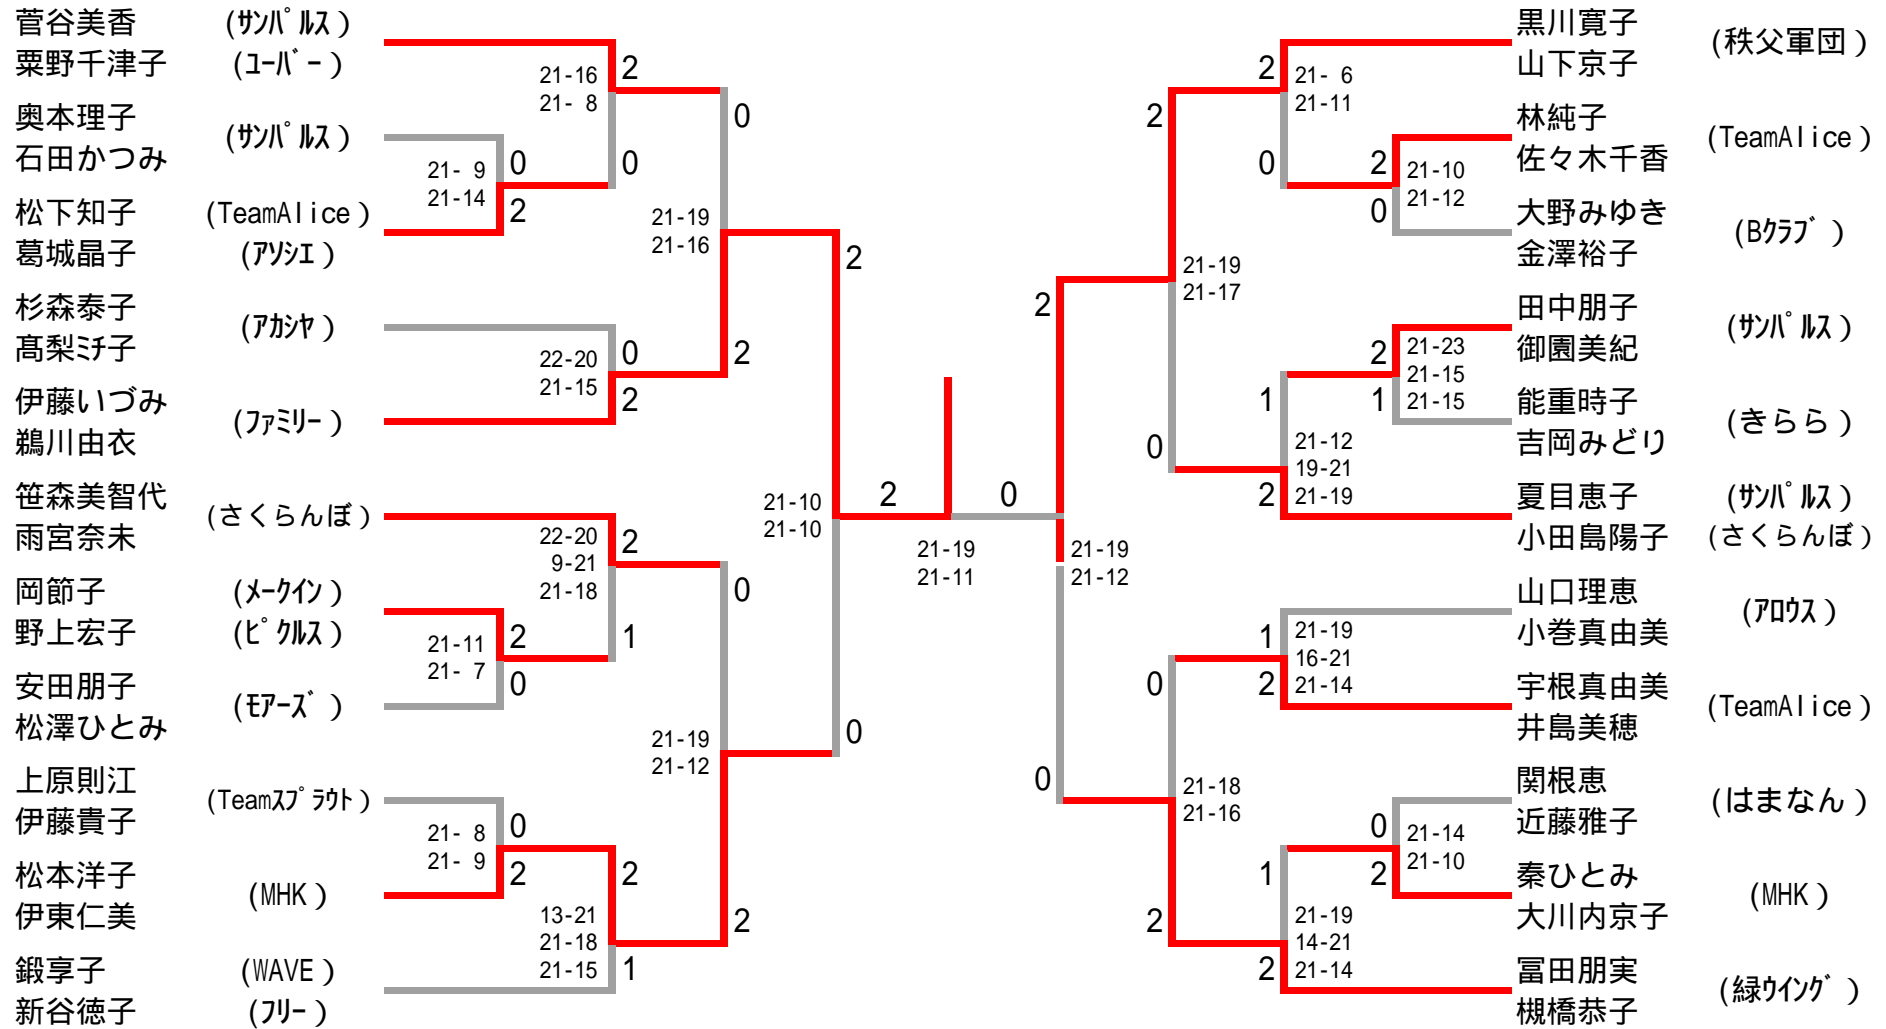 菅谷美香
粟野千津子
(サンパルス)
(ユーバー)
奥本理子
石田かつみ
(サンパルス)
松下知子
葛城晶子
(TeamAlice)
(アソシエ)
杉森泰子
髙梨ミチ子
(アカシヤ)
伊藤いづみ
鵜川由衣
(ファミリー)
笹森美智代
雨宮奈未
(さくらんぼ)
岡節子
野上宏子
(メークイン)
(ピクルス)
安田朋子
松澤ひとみ
(モアーズ)
上原則江
伊藤貴子
(Teamスプラウト)
松本洋子
伊東仁美
(MHK)
鍛享子
新谷徳子
(WAVE)
(フリー)
21-16
21- 8
2
0
21- 9
21-14
0
2
22-20
21-15
0
2
21-19
21-16
0
2
22-20
9-21
21-18
2
1
21-11
21- 7
2
0
21- 8
21- 9
0
2
13-21
21-18
21-15
2
1
21-19
21-12
0
2
21-10
21-10
2
0
2
0
21-19
21-11
21-19
21-12
2
0
21-19
21-17
2
0
21- 6
21-11
2
0
21-10
21-12
2
0
21-23
21-15
21-15
2
1
21-12
19-21
21-19
1
2
21-18
21-16
0
2
21-19
16-21
21-14
1
2
21-14
21-10
0
2
21-19
14-21
21-14
1
2
黒川寛子
山下京子
(秩父軍団)
林純子
佐々木千香
(TeamAlice)
大野みゆき
金澤裕子
(Bクラブ)
田中朋子
御園美紀
(サンパルス)
能重時子
吉岡みどり
(きらら)
夏目恵子
小田島陽子
(サンパルス)
(さくらんぼ)
山口理恵
小巻真由美
(アロウス)
宇根真由美
井島美穂
(TeamAlice)
関根恵
近藤雅子
(はまなん)
秦ひとみ
大川内京子
(MHK)
冨田朋実
槻橋恭子
(緑ウイング)